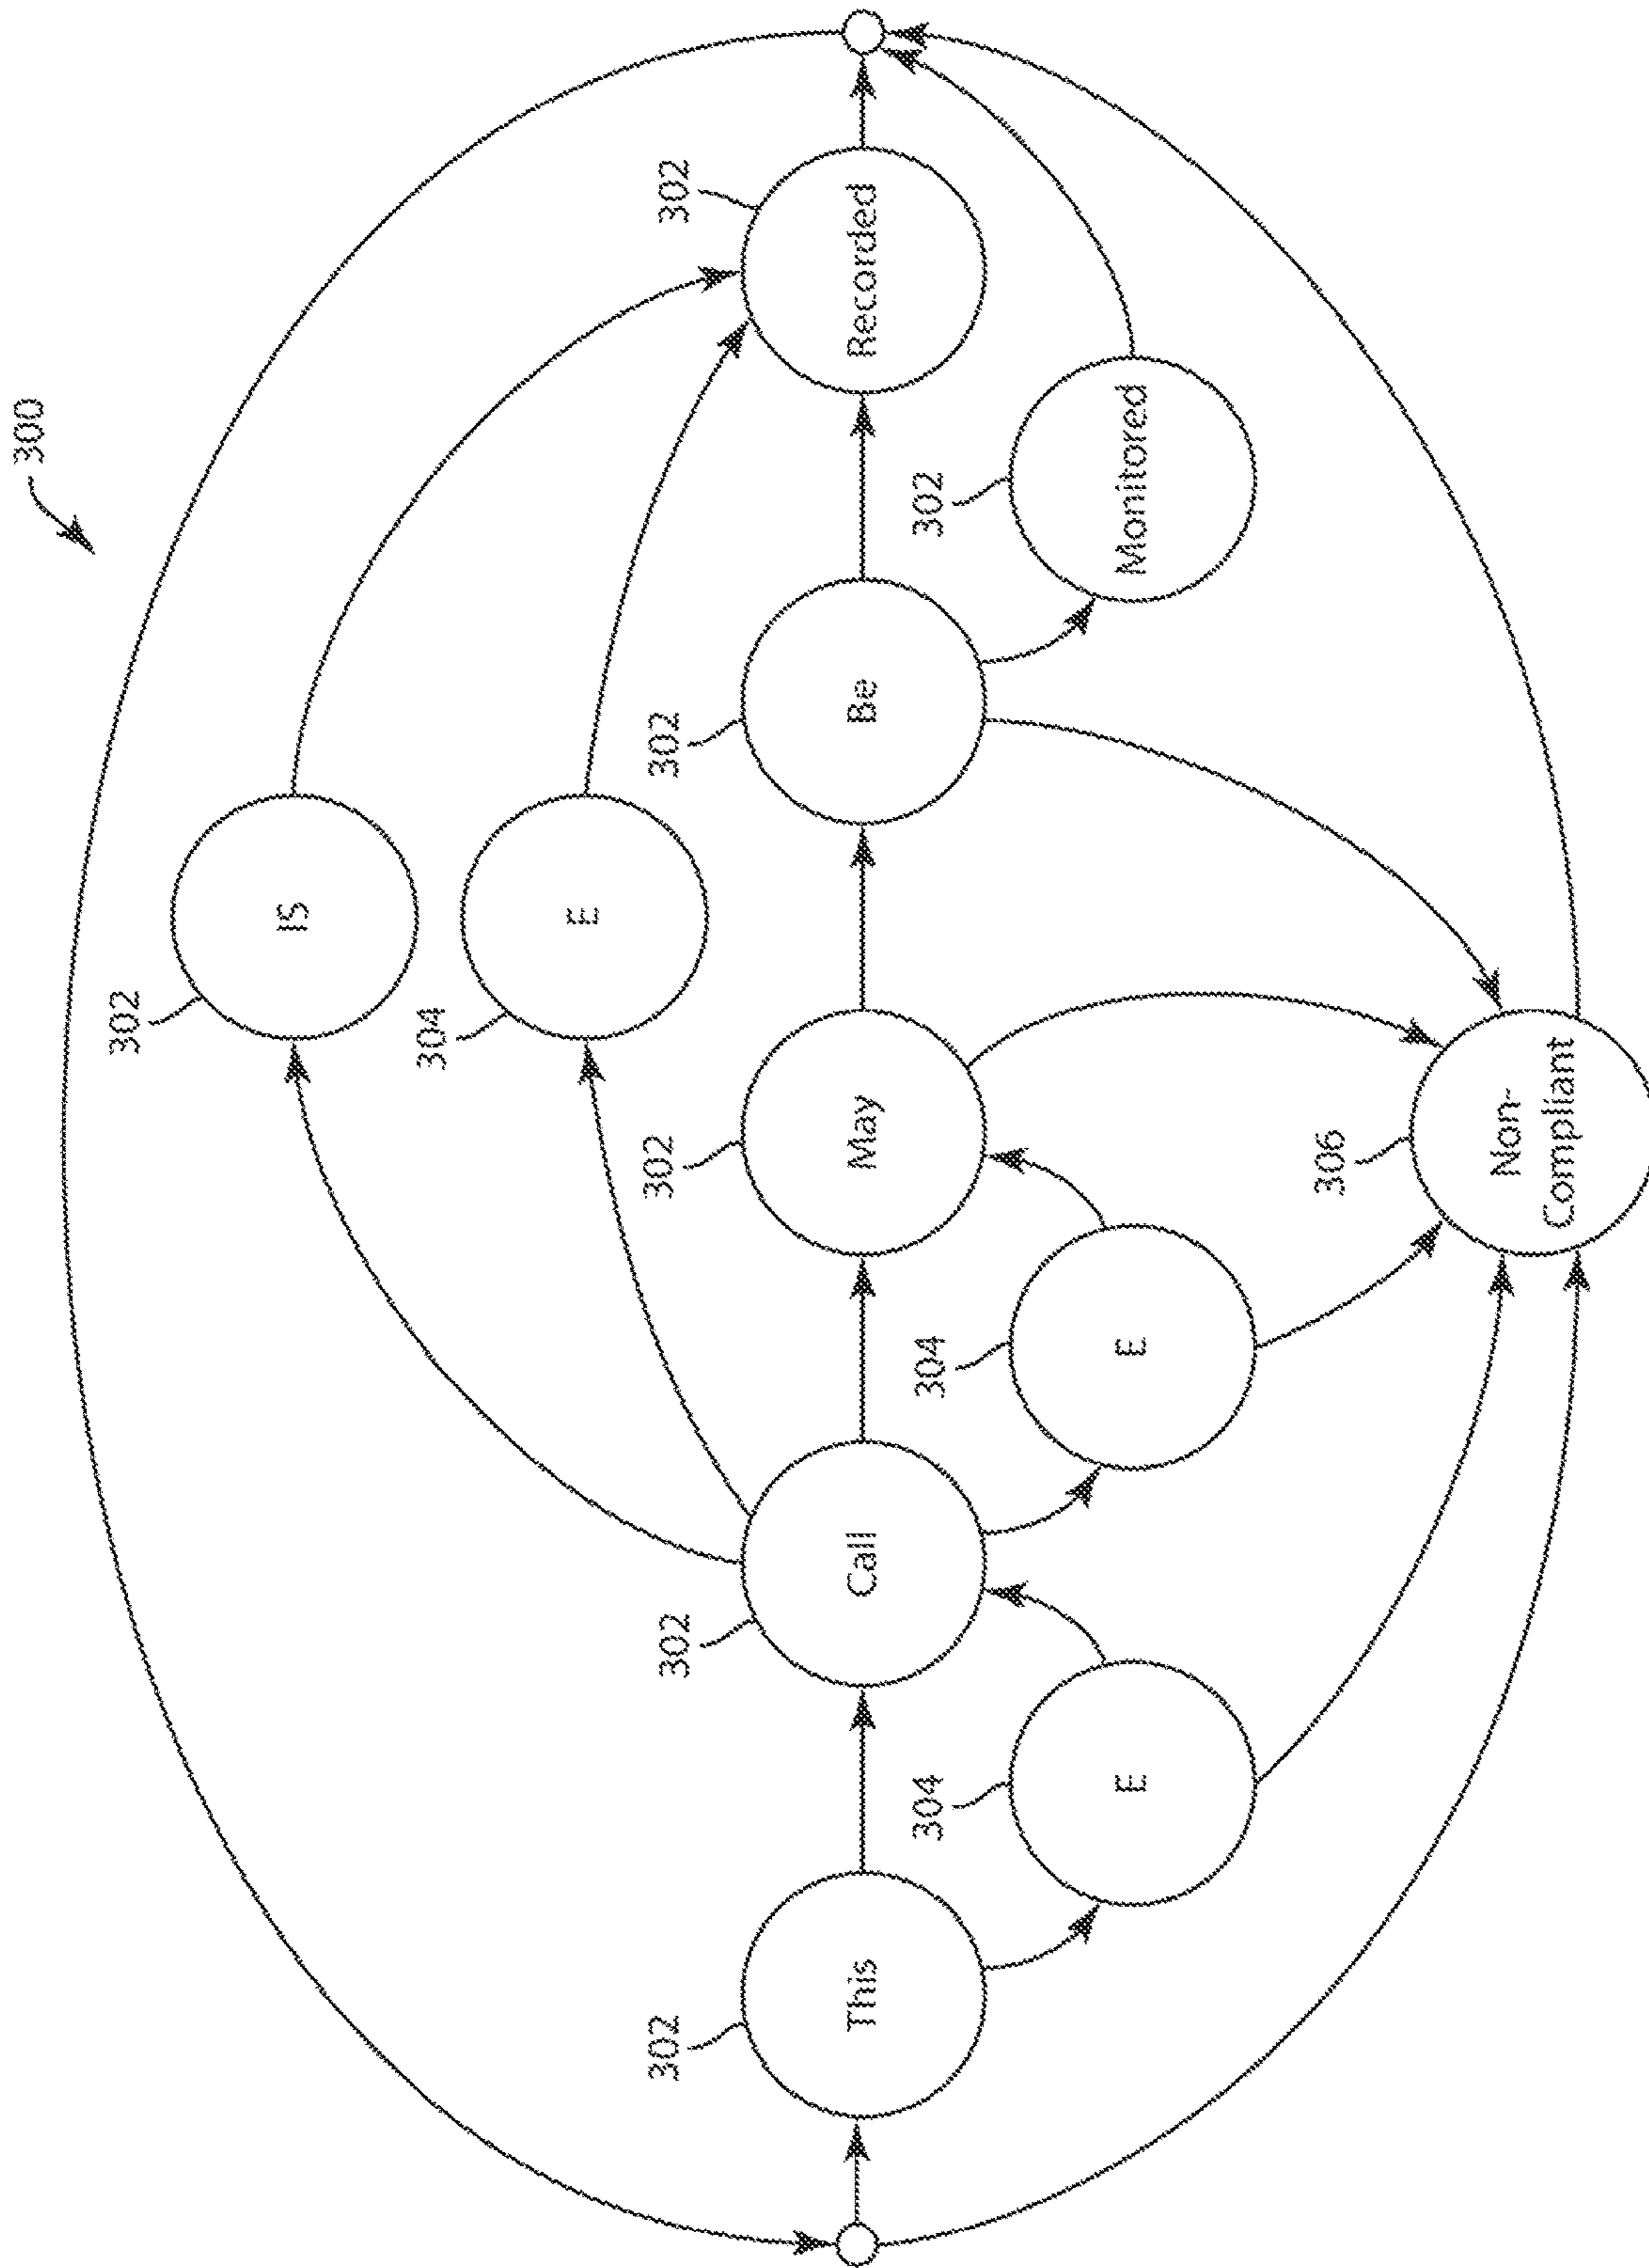 300
302
IS
304
E
302
302
302
302
302
This
Call
May
Be
Recorded
304
304
302
E
E
Monitored
306
Non-
Compliant